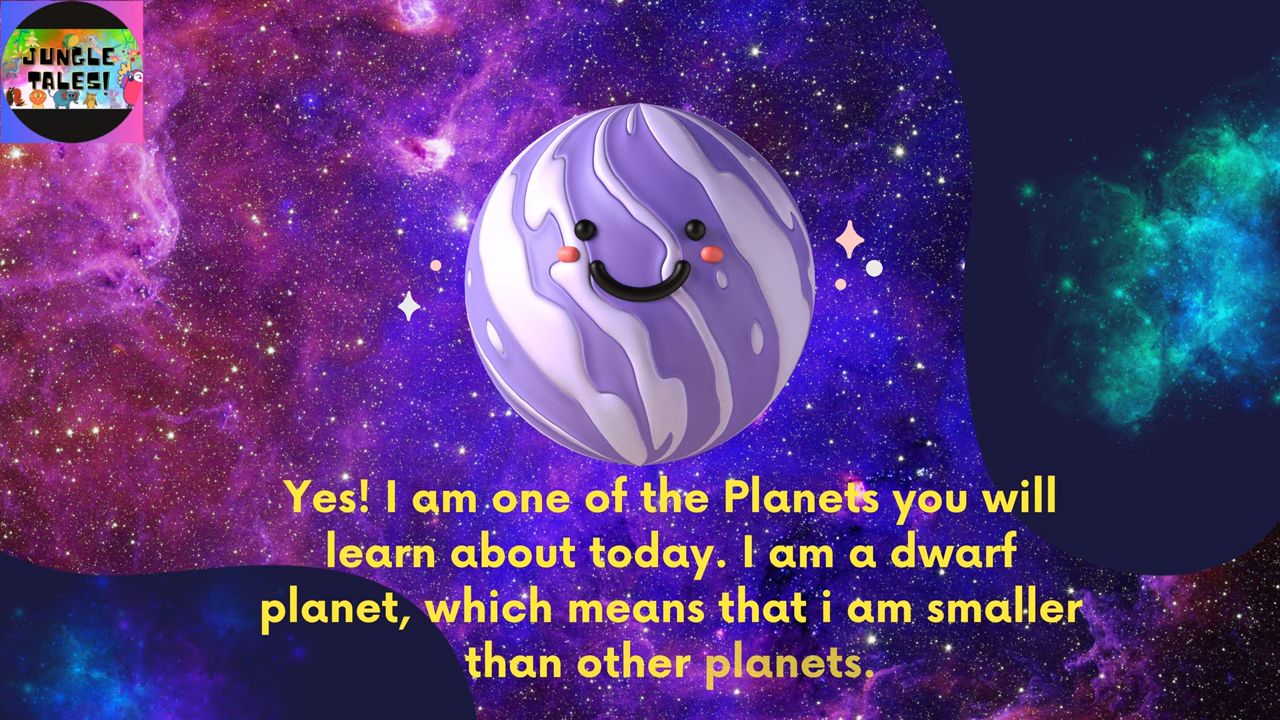 JUNGLE
TALES!
Yes! I am one of the Planets you will
learn about today. I am a dwarf
planet, which means that i am smaller
than other planets.